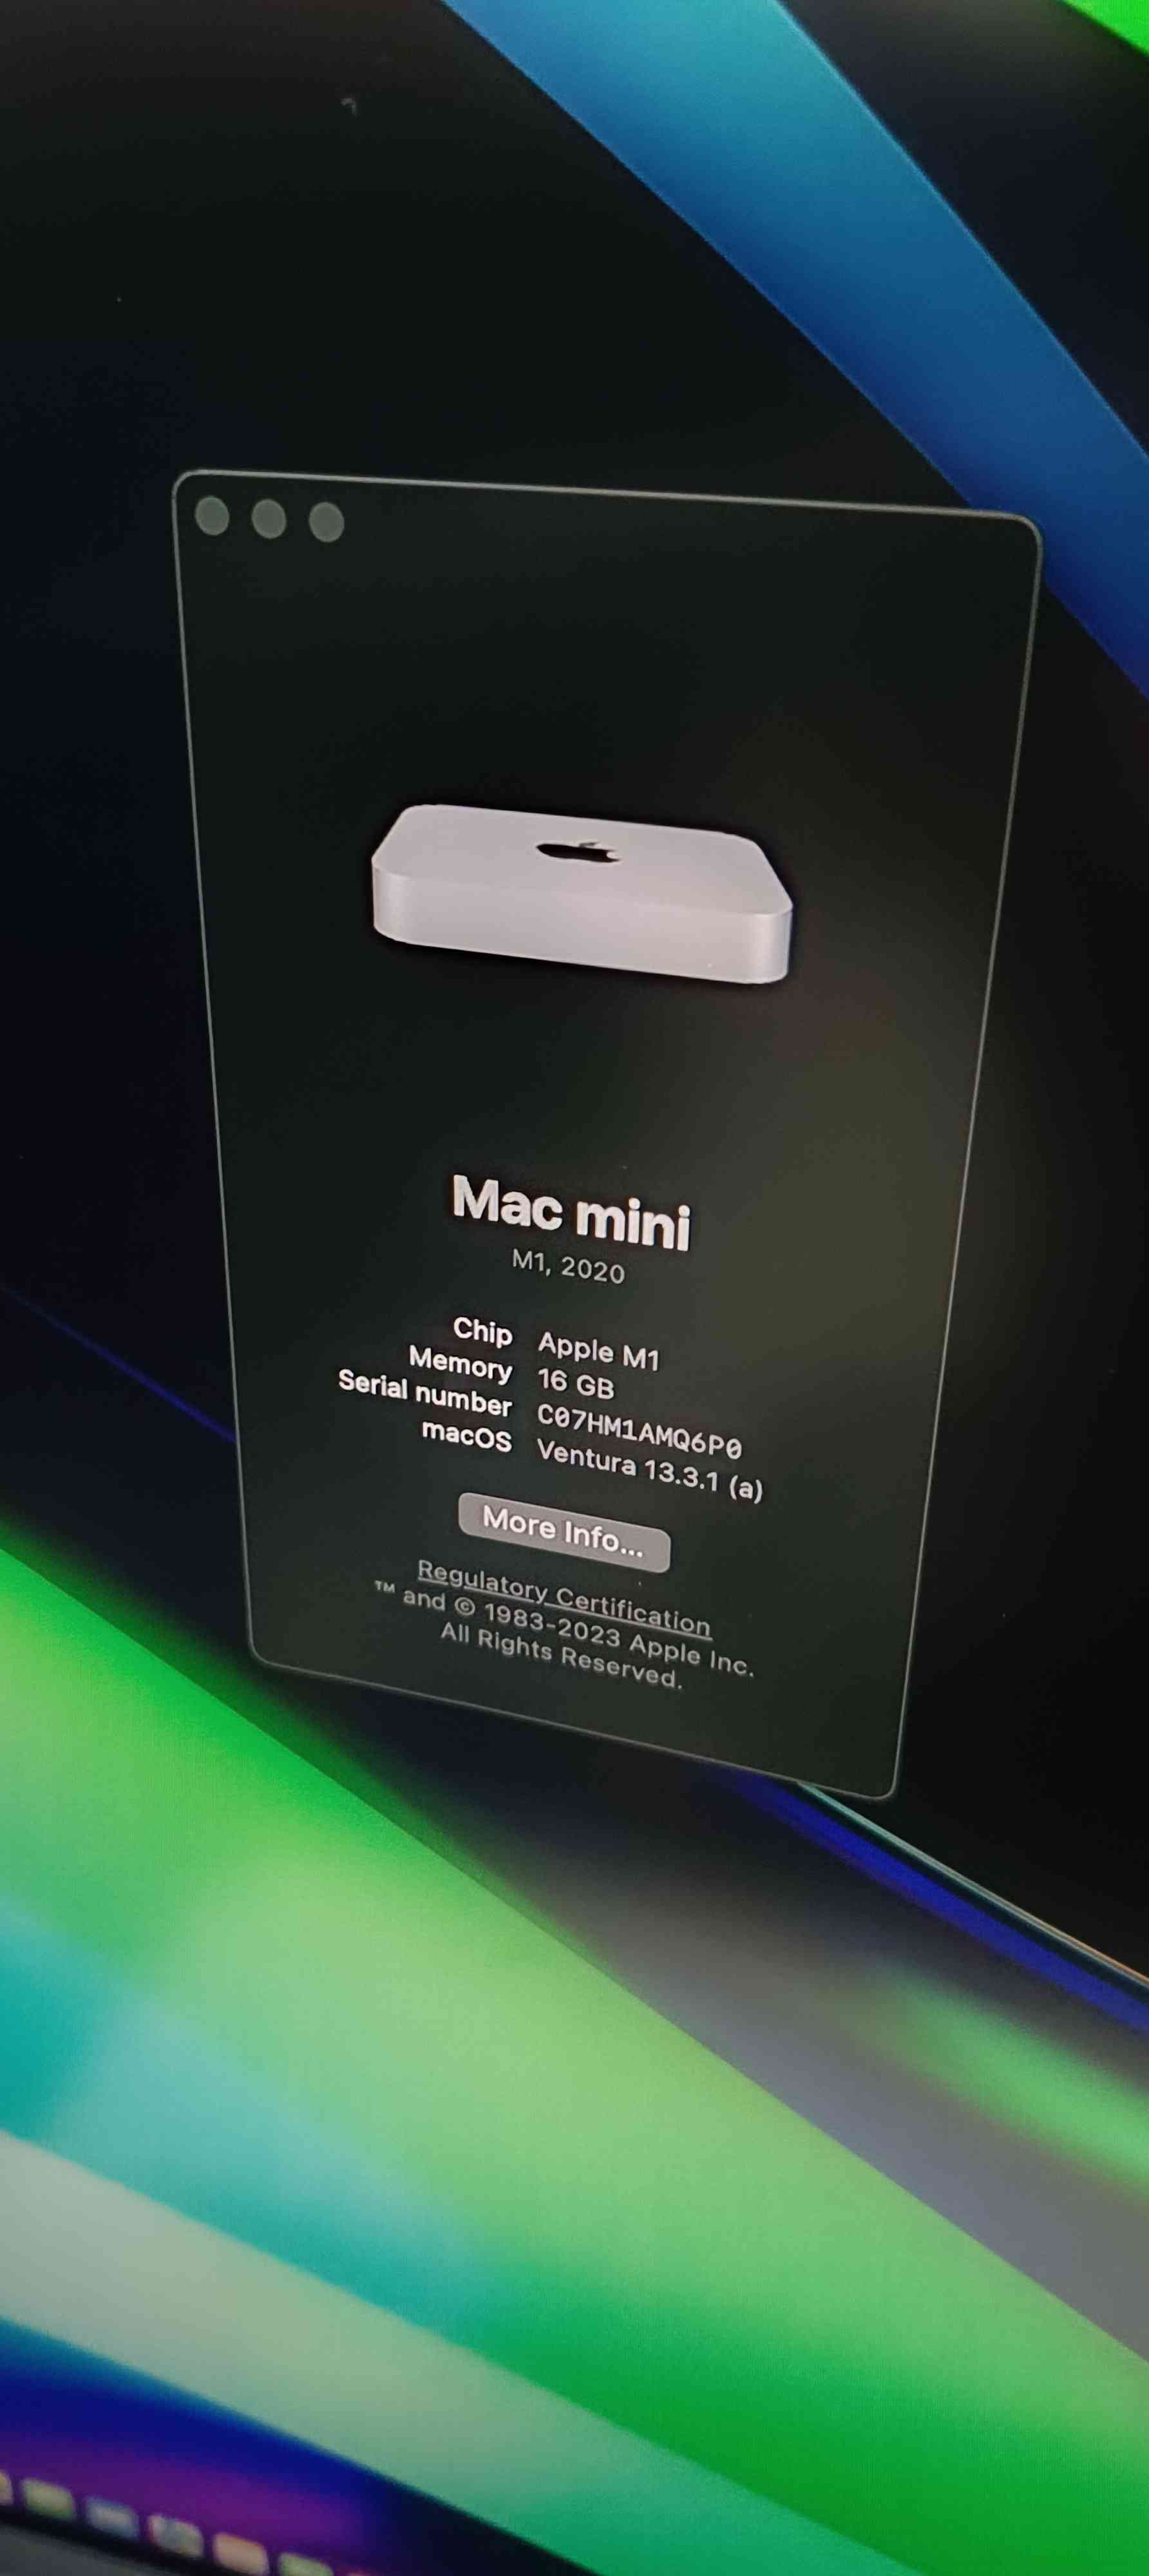 Mac mini
M1, 2020
Chip Apple M1
Memory 16 GB
Serial number C07HM1AMQ6P0
macOS Ventura 13.3.1 (a)
More Info...
Regulatory Certification
™ and © 1983-2023 Apple Inc.
All Rights Reserved.